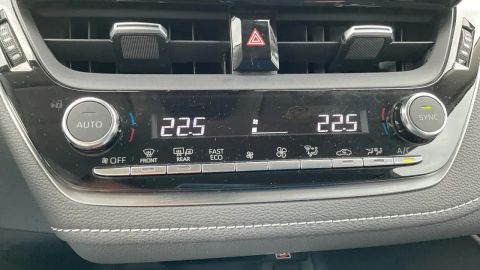 AUTO
22.5
22.5
SYNC
OFF
FRONT
REAR
FAST
ECO
A/C